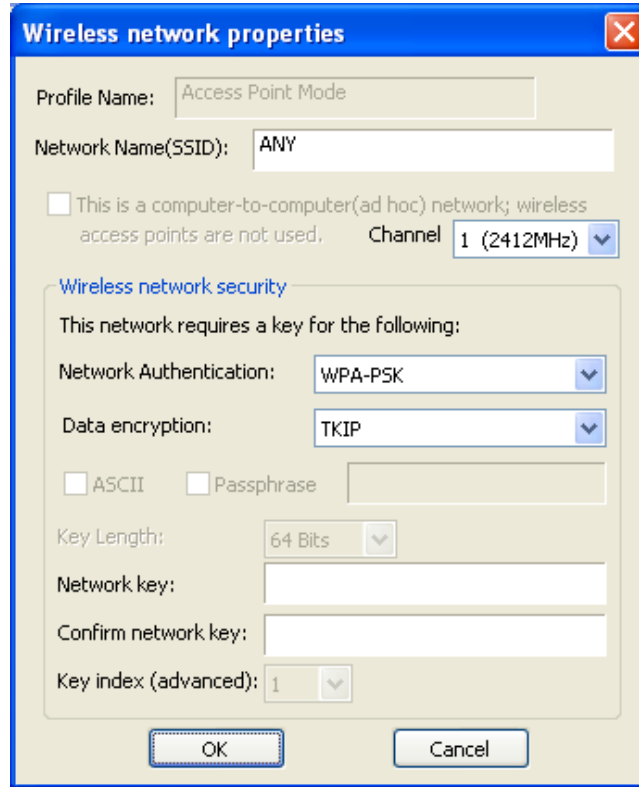 Wireless network properties
Profile Name: Access Point Mode
Network Name(SSID): ANY
This is a computer-to-computer(ad hoc) network; wireless
access points are not used. Channel 1 (2412MHz)
Wireless network security
This network requires a key for the following:
Network Authentication: WPA-PSK
Data encryption: TKIP
ASCII Passphrase
Key Length: 64 Bits
Network key:
Confirm network key:
Key index (advanced): 1
OK Cancel